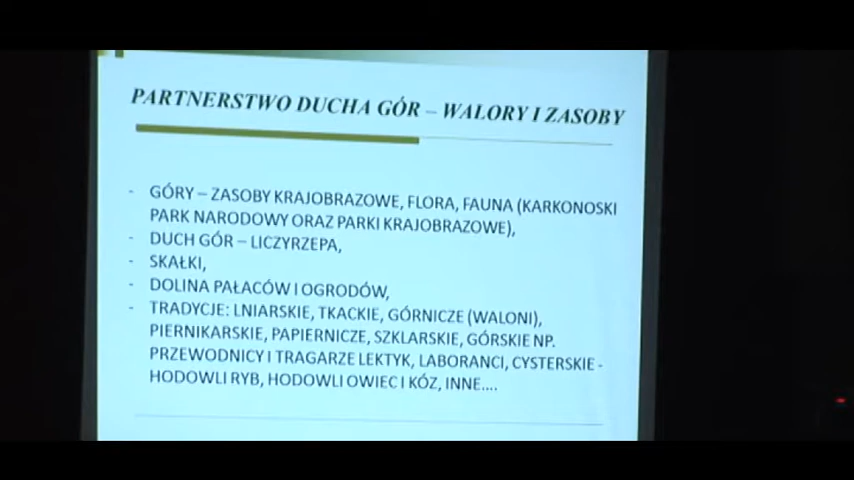 PARTNERSTWO DUCHA GÓR – WALORY I ZASOBY
- GÓRY – ZASOBY KRAJOBRAZOWE, FLORA, FAUNA (KARKONOSKI
PARK NARODOWY ORAZ PARKI KRAJOBRAZOWE),
- DUCH GÓR – LICZYRZEPA,
- SKAŁKI,
- DOLINA PAŁACÓW I OGRODÓW,
- TRADYCJE: LNIARSKIE, TKACKIE, GÓRNICZE (WALONI),
PIERNIKARSKIE, PAPIERNICZE, SZKLARSKIE, GÓRSKIE NP.
PRZEWODNICY I TRAGARZE LEKTYK, LABORANCI, CYSTERSKIE -
HODOWLI RYB, HODOWLI OWIEC I KÓZ, INNE....